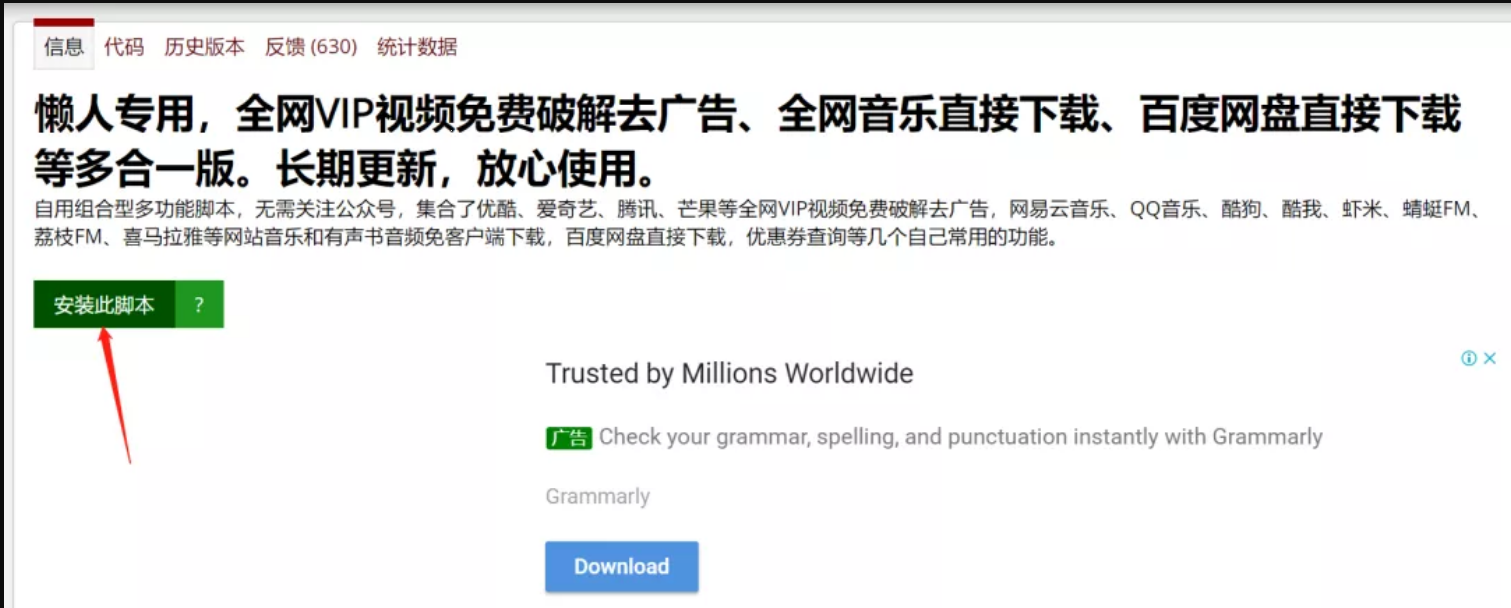 信息 代码 历史版本 反馈 (630) 统计数据
懒人专用，全网VIP视频免费破解去广告、全网音乐直接下载、百度网盘直接下载
等多合一版。长期更新，放心使用。
自用组合型多功能脚本，无需关注公众号，集合了优酷、爱奇艺、腾讯、芒果等全网VIP视频免费破解去广告，网易云音乐、QQ音乐、酷狗、酷我、虾米、蜻蜓FM、
荔枝FM、喜马拉雅等网站音乐和有声书音频免客户端下载，百度网盘直接下载，优惠券查询等几个自己常用的功能。
安装此脚本 ?
Trusted by Millions Worldwide
广告 Check your grammar, spelling, and punctuation instantly with Grammarly
Grammarly
Download